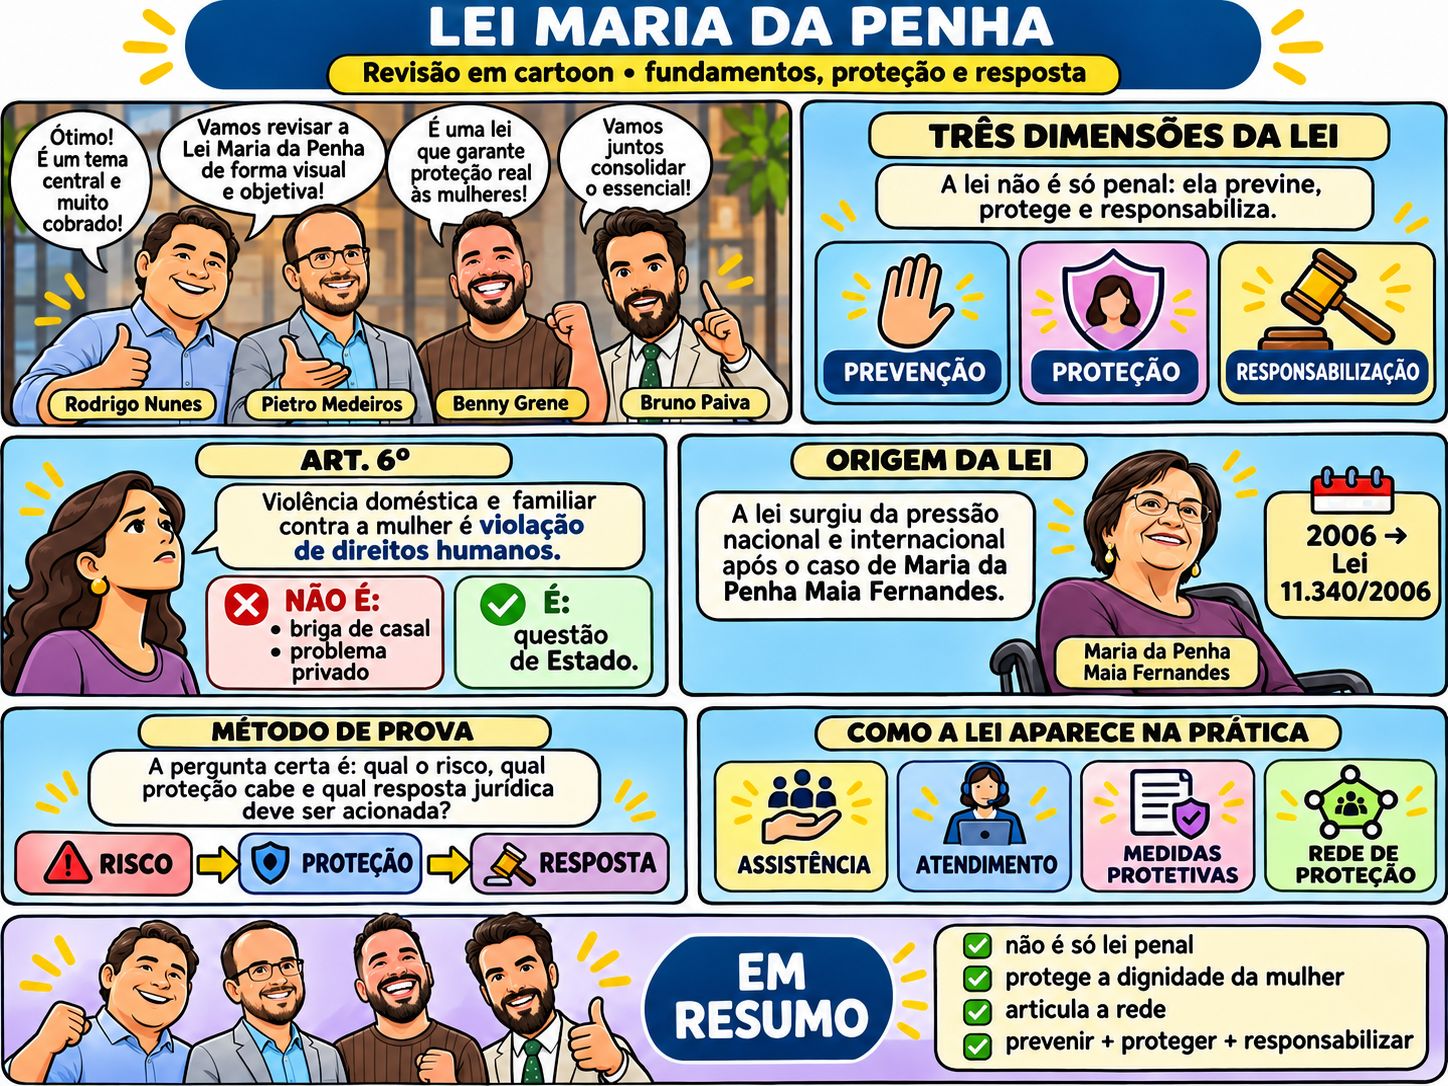 LEI MARIA DA PENHA
Revisão em cartoon • fundamentos, proteção e resposta
Ótimo!
É um tema
central e
muito
cobrado!
Vamos revisar a
Lei Maria da Penha
de forma visual
e objetiva!
É uma lei
que garante
proteção real
às mulheres!
Vamos
juntos
consolidar
o essencial!
Rodrigo Nunes
Pietro Medeiros
Benny Grene
Bruno Paiva
TRÊS DIMENSÕES DA LEI
A lei não é só penal: ela previne,
protege e responsabiliza.
PREVENÇÃO
PROTEÇÃO
RESPONSABILIZAÇÃO
ART. 6º
Violência doméstica e familiar
contra a mulher é violação
de direitos humanos.
NÃO É:
• briga de casal
• problema
privado
É:
questão
de Estado.
ORIGEM DA LEI
A lei surgiu da pressão
nacional e internacional
após o caso de Maria da
Penha Maia Fernandes.
Maria da Penha
Maia Fernandes
2006 →
Lei
11.340/2006
MÉTODO DE PROVA
A pergunta certa é: qual o risco, qual
proteção cabe e qual resposta jurídica
deve ser acionada?
RISCO
PROTEÇÃO
RESPOSTA
COMO A LEI APARECE NA PRÁTICA
ASSISTÊNCIA
ATENDIMENTO
MEDIDAS
PROTETIVAS
REDE DE
PROTEÇÃO
EM
RESUMO
não é só lei penal
protege a dignidade da mulher
articula a rede
prevenir + proteger + responsabilizar